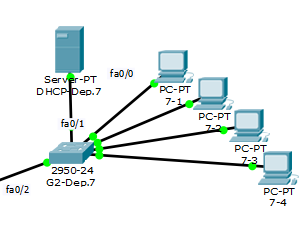 Server-PT
DHCP-Dep.7
fa0/0
PC-PT
7-1
PC-PT
7-2
fa0/1
PC-PT
7-3
2950-24
G2-Dep.7
fa0/2
PC-PT
7-4